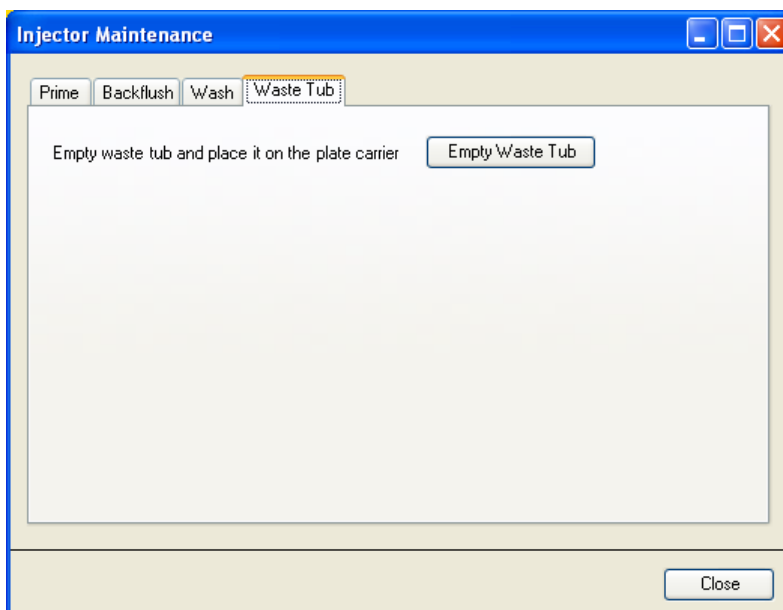 Injector Maintenance
Prime Backflush Wash Waste Tub
Empty waste tub and place it on the plate carrier Empty Waste Tub
Close